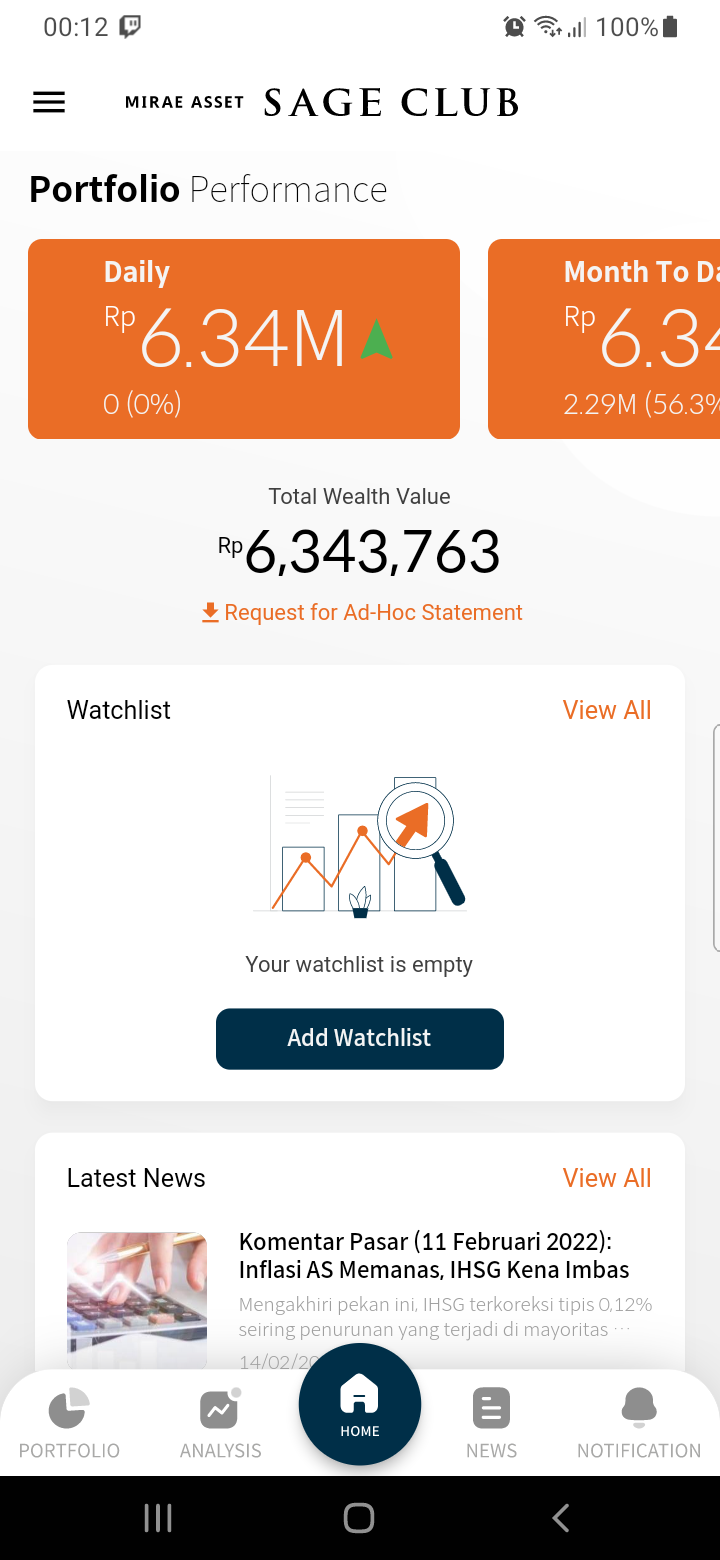 00:12
100%
MIRAE ASSET SAGE CLUB
Portfolio Performance
Daily
Rp 6.34M
0 (0%)
Month To Da
Rp 6.34
2.29M (56.3%
Total Wealth Value
Rp 6,343,763
Request for Ad-Hoc Statement
Watchlist
View All
Your watchlist is empty
Add Watchlist
Latest News
View All
Komentar Pasar (11 Februari 2022):
Inflasi AS Memanas, IHSG Kena Imbas
Mengakhiri pekan ini, IHSG terkoreksi tipis 0,12%
seiring penurunan yang terjadi di mayoritas ...
14/02/20
PORTFOLIO
ANALYSIS
HOME
NEWS
NOTIFICATION